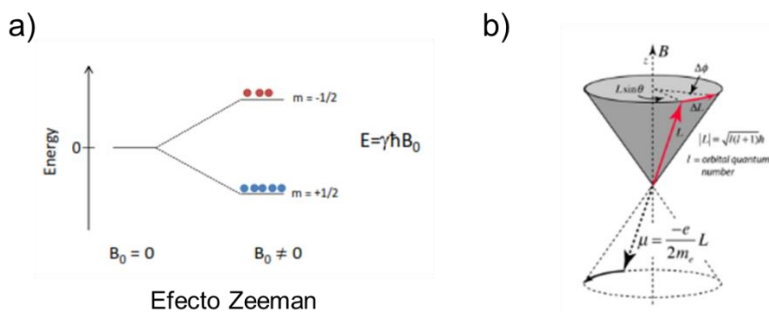 a)
Energy
0
m = -1/2
m = +1/2
E=γħB₀
B₀ = 0
B₀ ≠ 0
Efecto Zeeman
b)
z
B
Δϕ
L sinθ
ΔL
L
|L| = √l(l+1)ħ
l = orbital quantum
number
μ = -e/2mₑ L